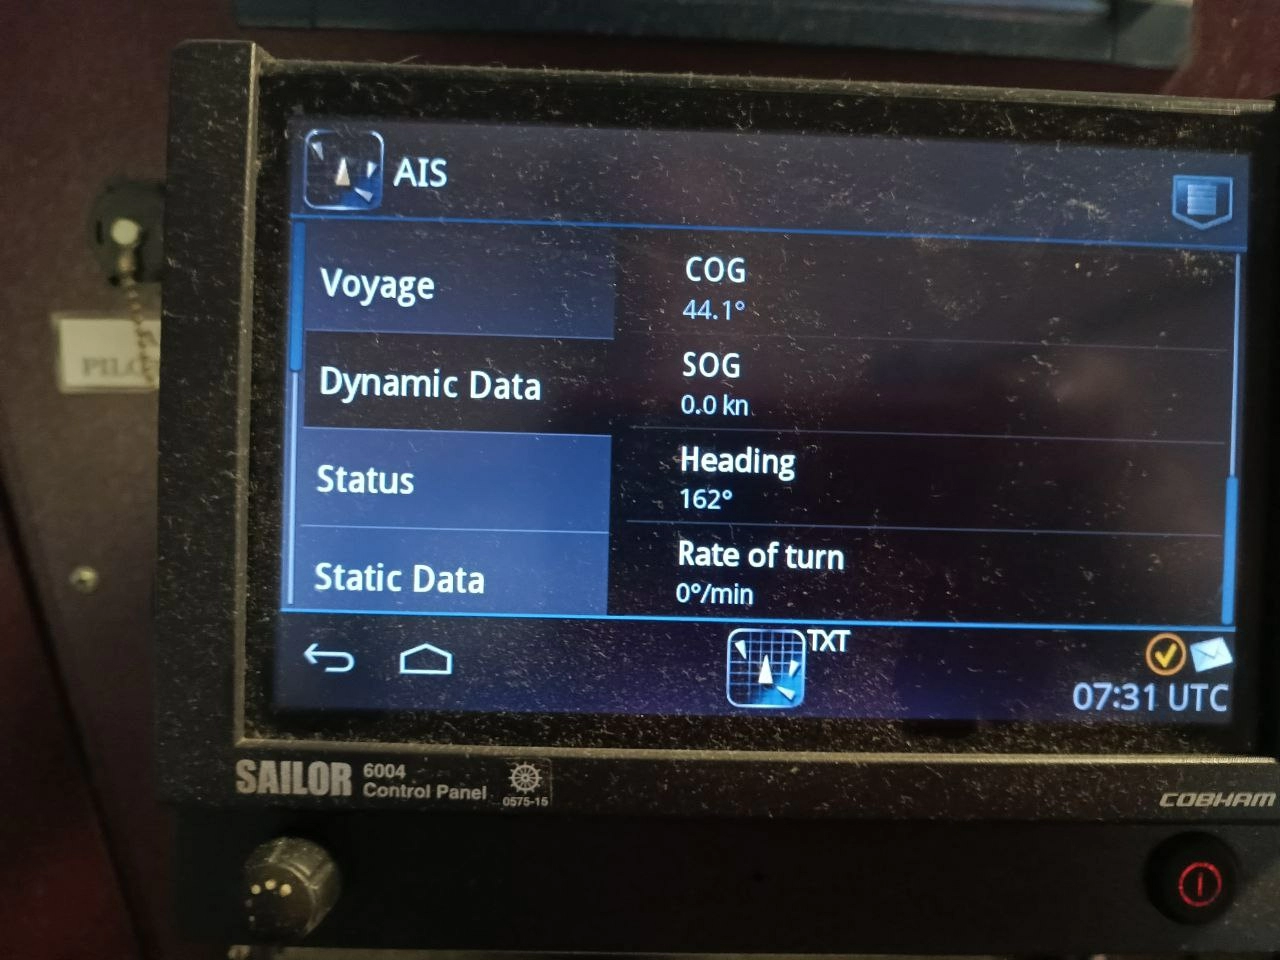 AIS
Voyage
Dynamic Data
Status
Static Data
COG
44.1°
SOG
0.0 kn
Heading
162°
Rate of turn
0°/min
TXT
07:31 UTC
SAILOR 6004
Control Panel
0575-15
COBHAM